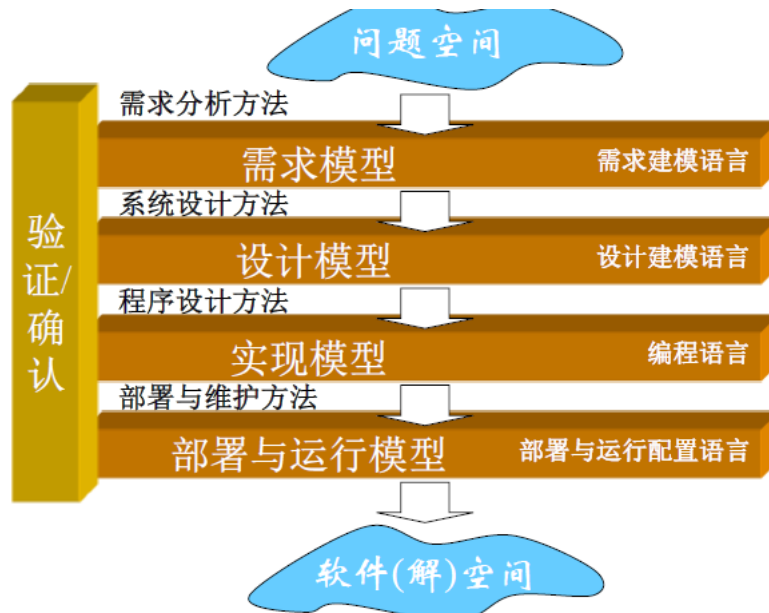 问题空间
需求分析方法
需求模型
需求建模语言
系统设计方法
设计模型
设计建模语言
程序设计方法
实现模型
编程语言
部署与维护方法
部署与运行模型
部署与运行配置语言
验
证/
确
认
软件(解)空间